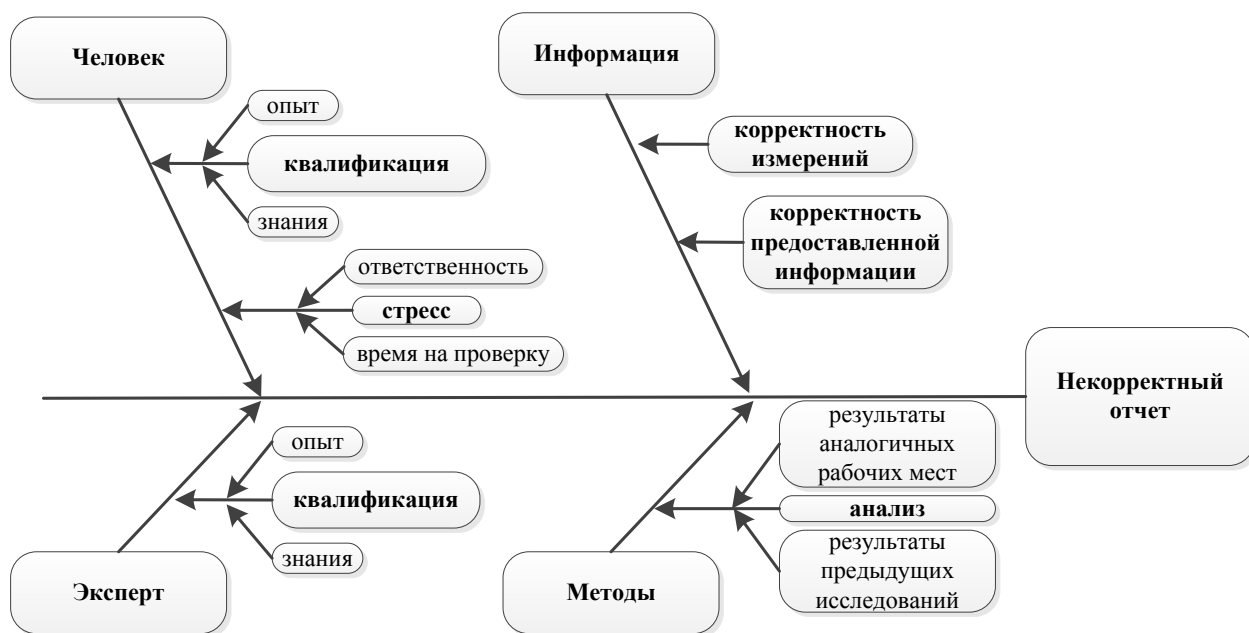 Человек
опыт
квалификация
знания
ответственность
стресс
время на проверку
Информация
корректность
измерений
корректность
предоставленной
информации
Некорректный
отчет
опыт
квалификация
знания
Эксперт
результаты
аналогичных
рабочих мест
анализ
результаты
предыдущих
исследований
Методы